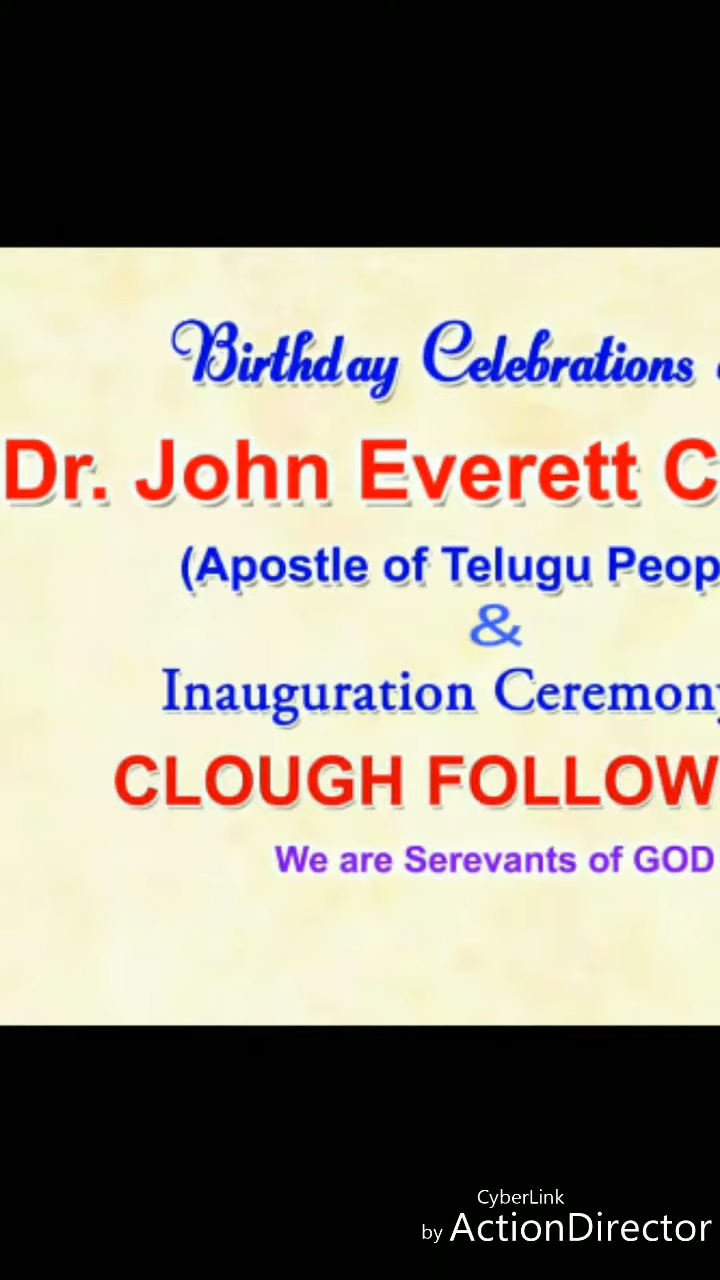 Birthday Celebrations
Dr. John Everett C
(Apostle of Telugu Peop
&
Inauguration Ceremony
CLOUGH FOLLOW
We are Serevants of GOD
CyberLink
by ActionDirector